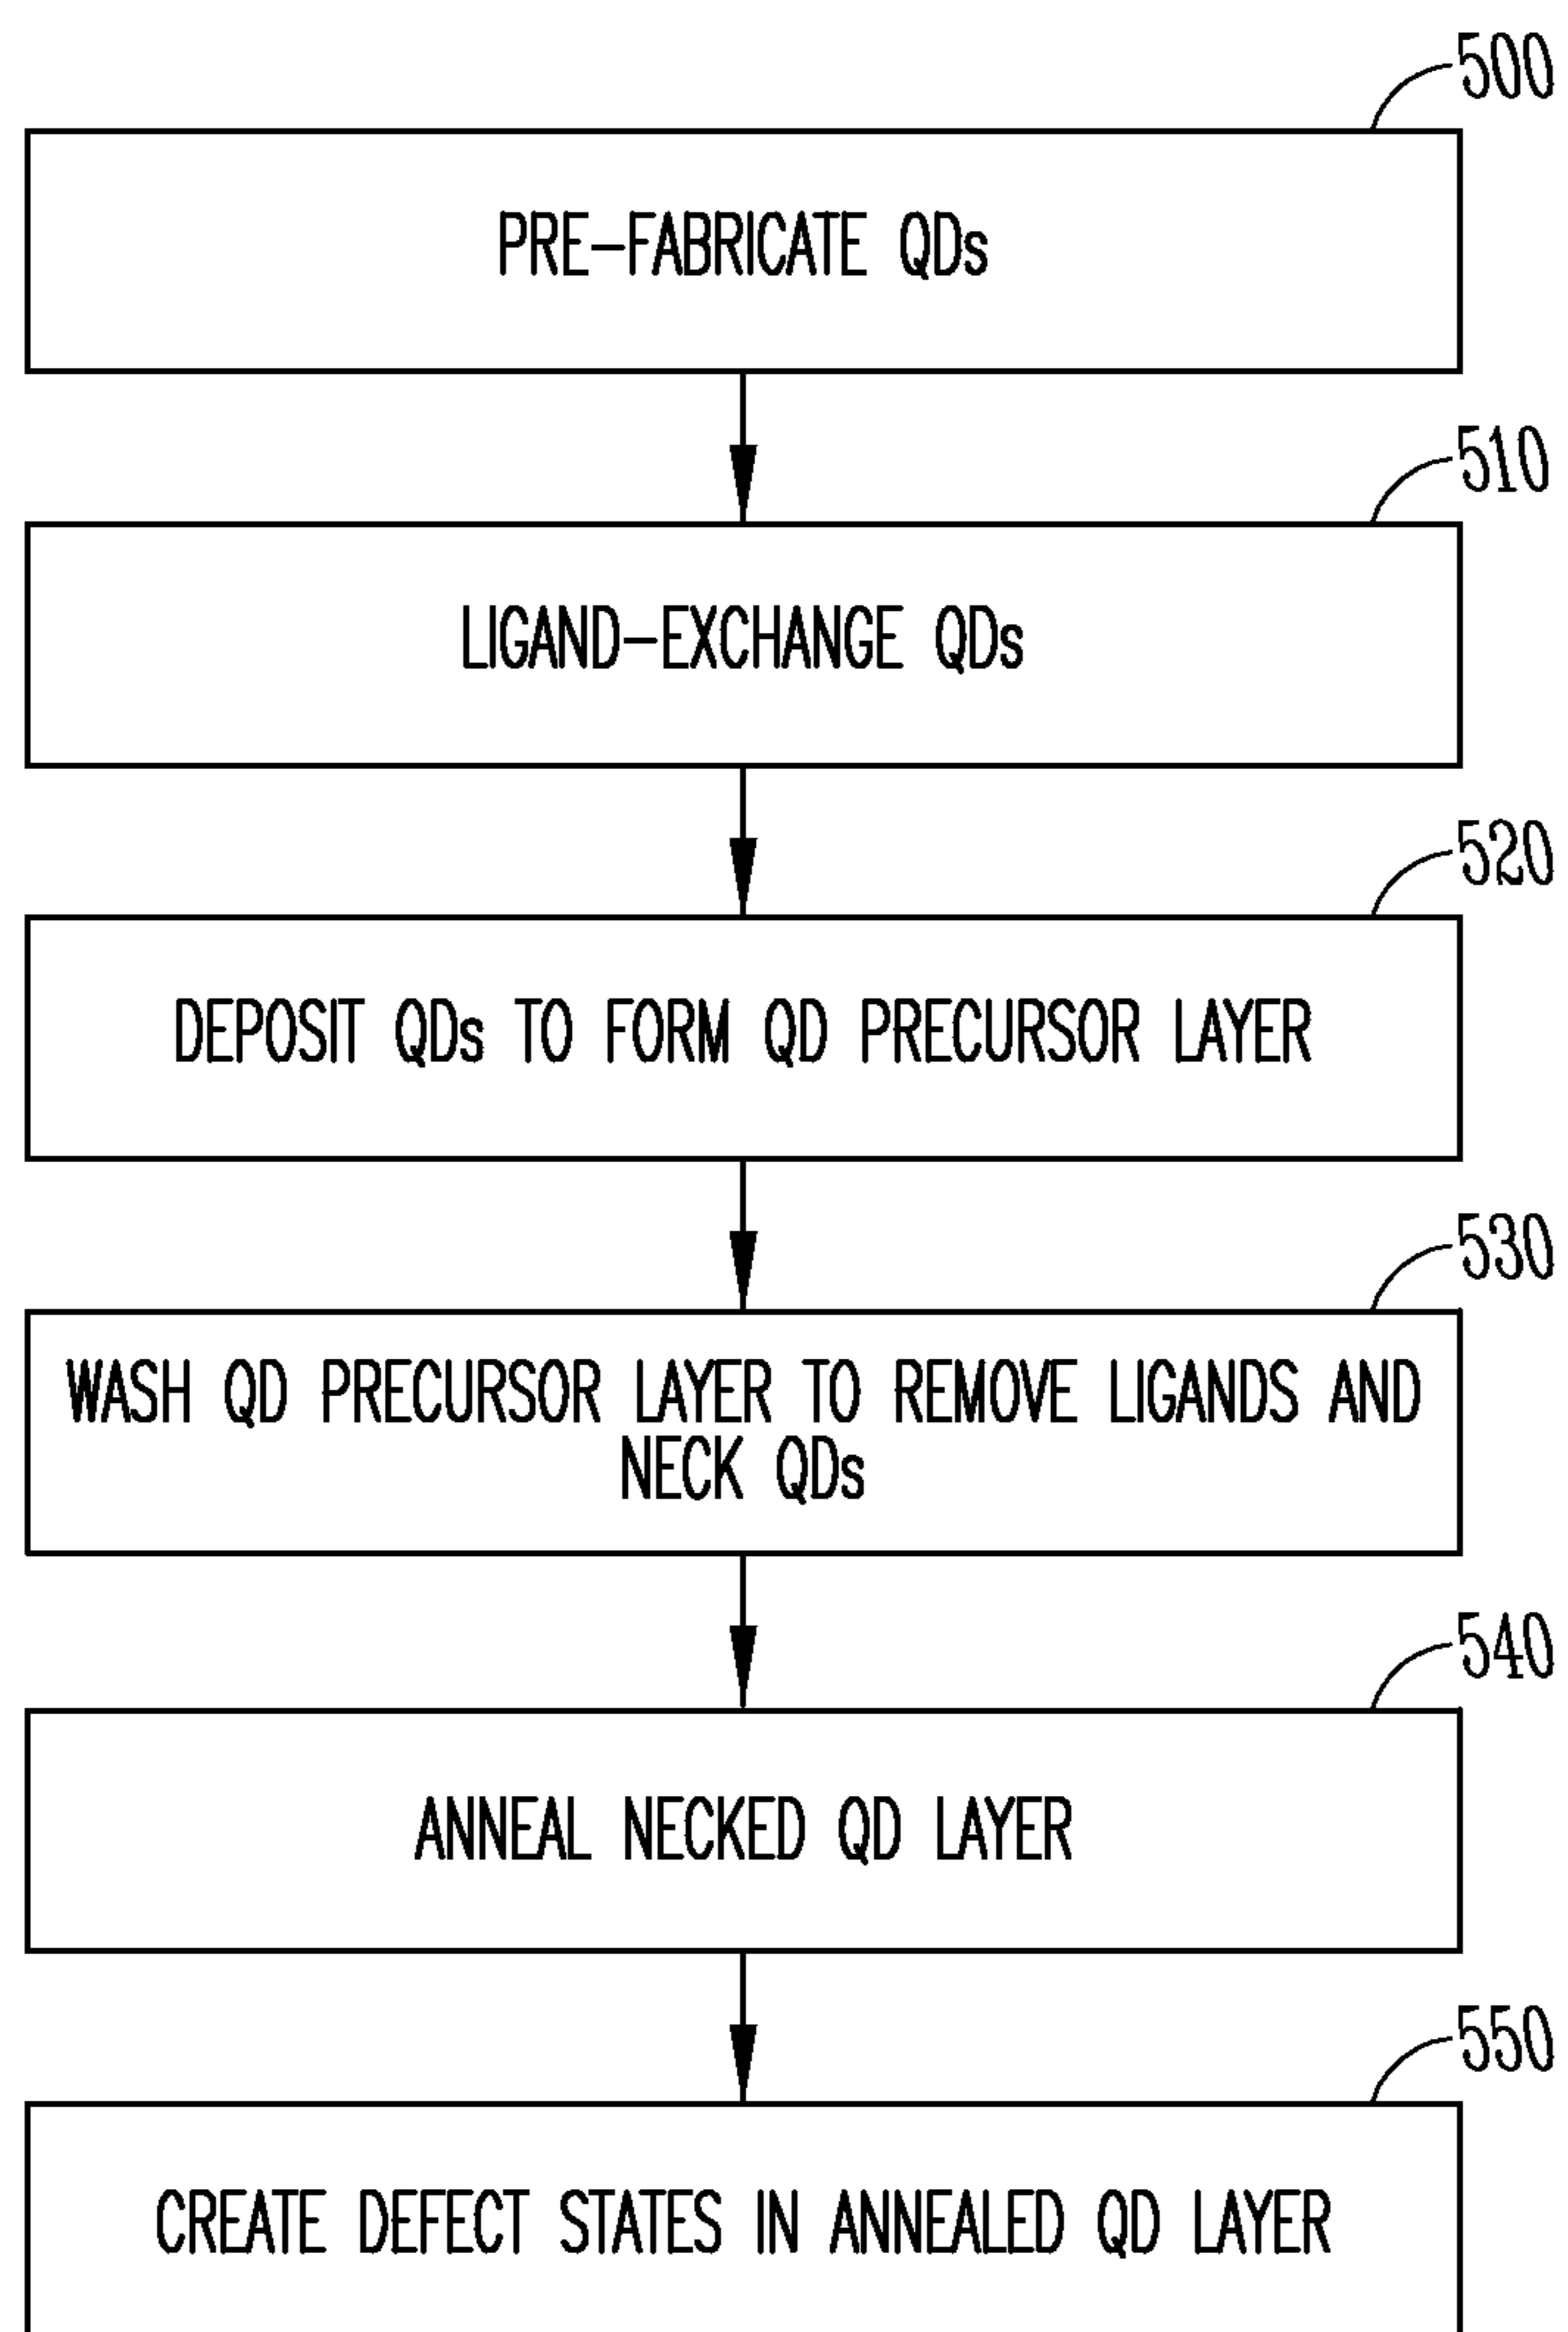 500
PRE-FABRICATE QDs
510
LIGAND-EXCHANGE QDs
520
DEPOSIT QDs TO FORM QD PRECURSOR LAYER
530
WASH QD PRECURSOR LAYER TO REMOVE LIGANDS AND
NECK QDs
540
ANNEAL NECKED QD LAYER
550
CREATE DEFECT STATES IN ANNEALED QD LAYER